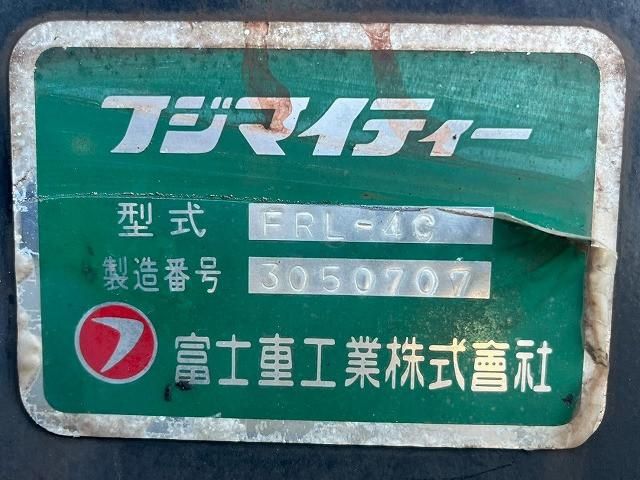 フジマイティー
型式 FRL-4C
製造番号 3050707
富士重工業株式會社